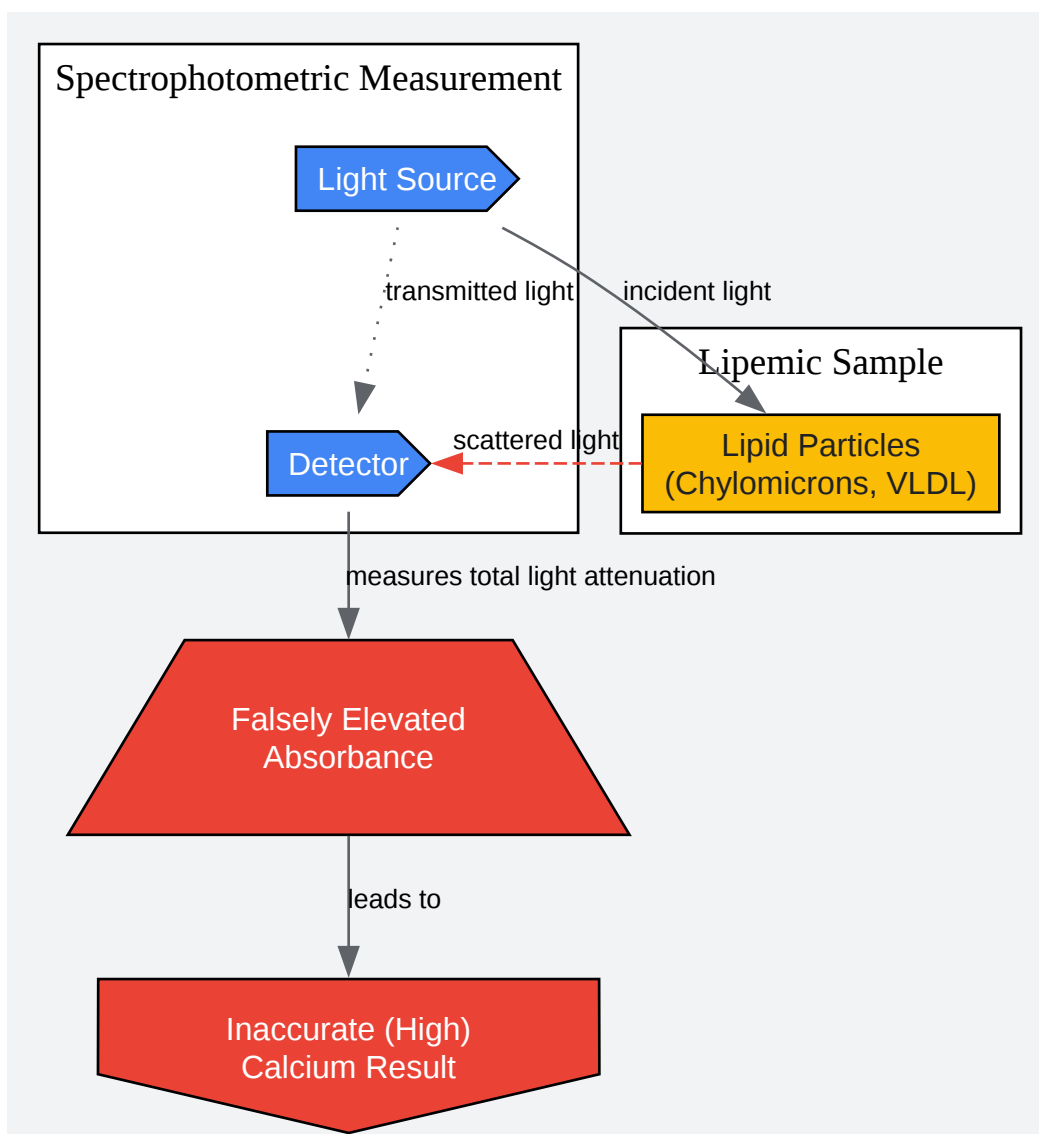 Spectrophotometric Measurement
Light Source
transmitted light
incident light
Lipemic Sample
scattered light
Lipid Particles
(Chylomicrons, VLDL)
Detector
measures total light attenuation
Falsely Elevated
Absorbance
leads to
Inaccurate (High)
Calcium Result